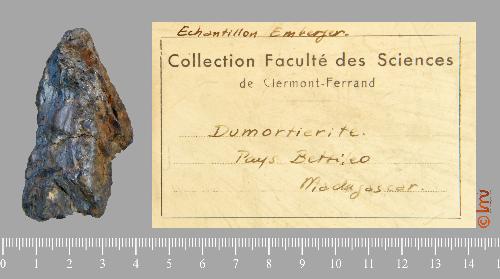 Echantillon Emberger.
Collection Faculté des Sciences
de Clermont-Ferrand
Dumortierite.
Pays Betsileo
Madagascar.
0 1 2 3 4 5 6 7 8 9 10 11 12 13 14